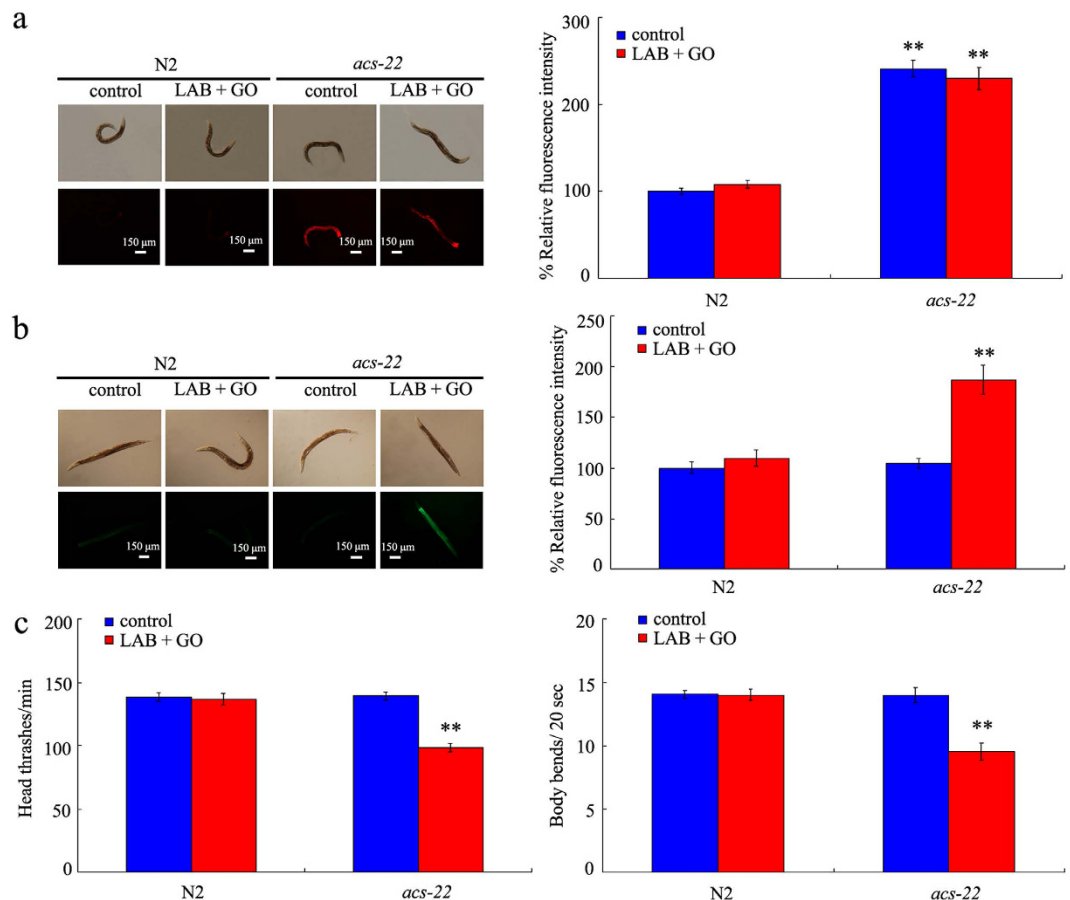 a
N2 acs-22
control LAB + GO control LAB + GO
150 µm 150 µm 150 µm 150 µm
% Relative fluorescence intensity
300
200
100
0
control
LAB + GO
** **
N2 acs-22
b
N2 acs-22
control LAB + GO control LAB + GO
150 µm 150 µm 150 µm 150 µm
% Relative fluorescence intensity
250
200
150
100
50
0
control
LAB + GO
**
N2 acs-22
c
Head thrashes/min
200
150
100
50
0
control
LAB + GO
**
N2 acs-22
Body bends/ 20 sec
20
15
10
5
0
control
LAB + GO
**
N2 acs-22